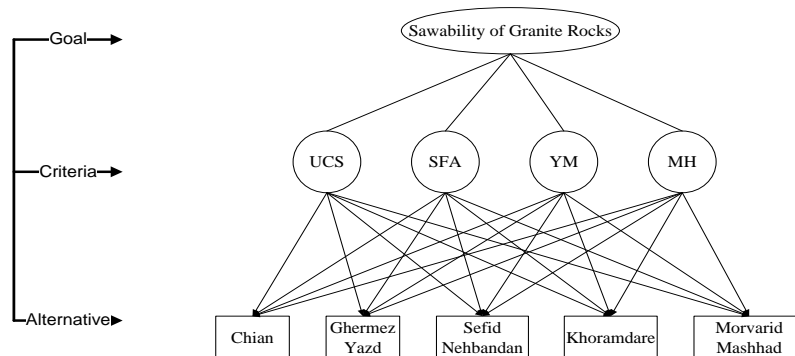 Goal
Sawability of Granite Rocks
Criteria
UCS
SFA
YM
MH
Alternative
Chian
Ghermez
Yazd
Sefid
Nehbandan
Khoramdare
Morvarid
Mashhad